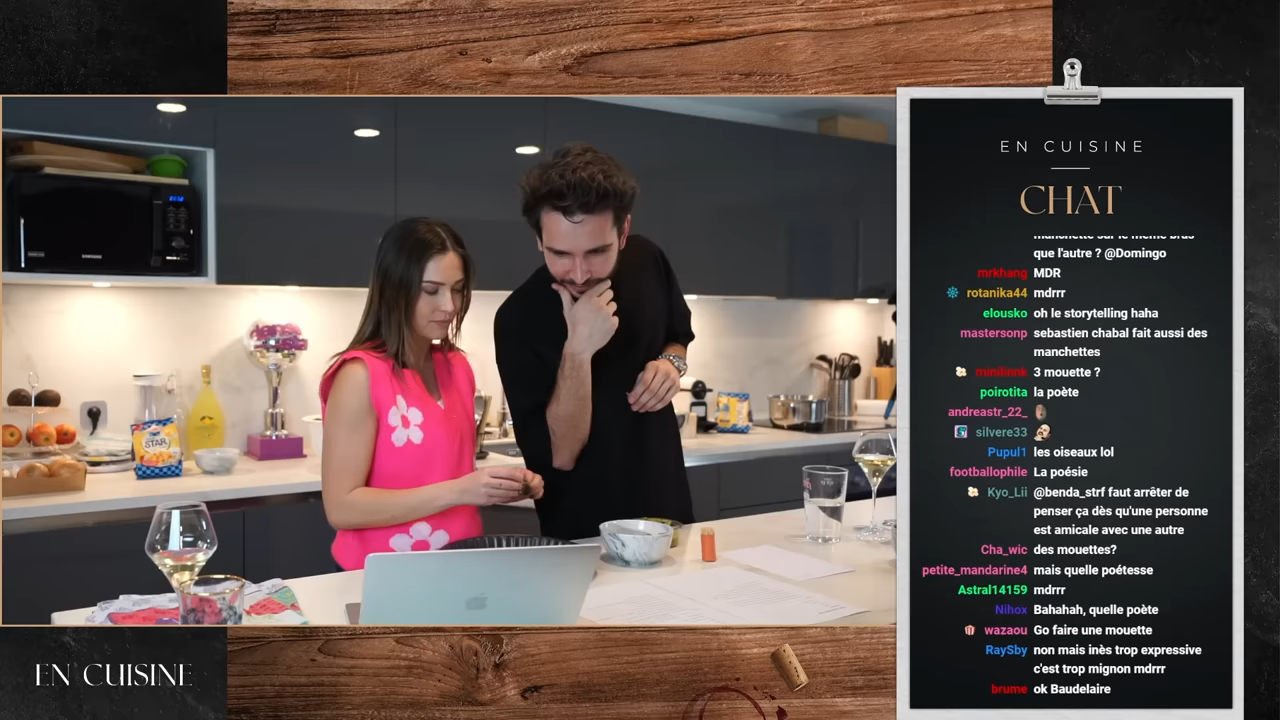 EN CUISINE
CHAT
manchette sur le même bras
que l'autre ? @Domingo
mrkhang MDR
rotanika44 mdrrr
elousko oh le storytelling haha
mastersonp sebastien chabal fait aussi des
manchettes
minilinnk 3 mouette ?
poirotita la poète
andreastr_22_
silvere33
Pupul1 les oiseaux lol
footballophile La poésie
Kyo_Lii @benda_strf faut arrêter de
penser ça dès qu'une personne
est amicale avec une autre
Cha_wic des mouettes?
petite_mandarine4 mais quelle poétesse
Astral14159 mdrrr
Nihox Bahahah, quelle poète
wazaou Go faire une mouette
RaySby non mais inès trop expressive
c'est trop mignon mdrrr
brume ok Baudelaire
SAMSUNG
STAR
EN CUISINE